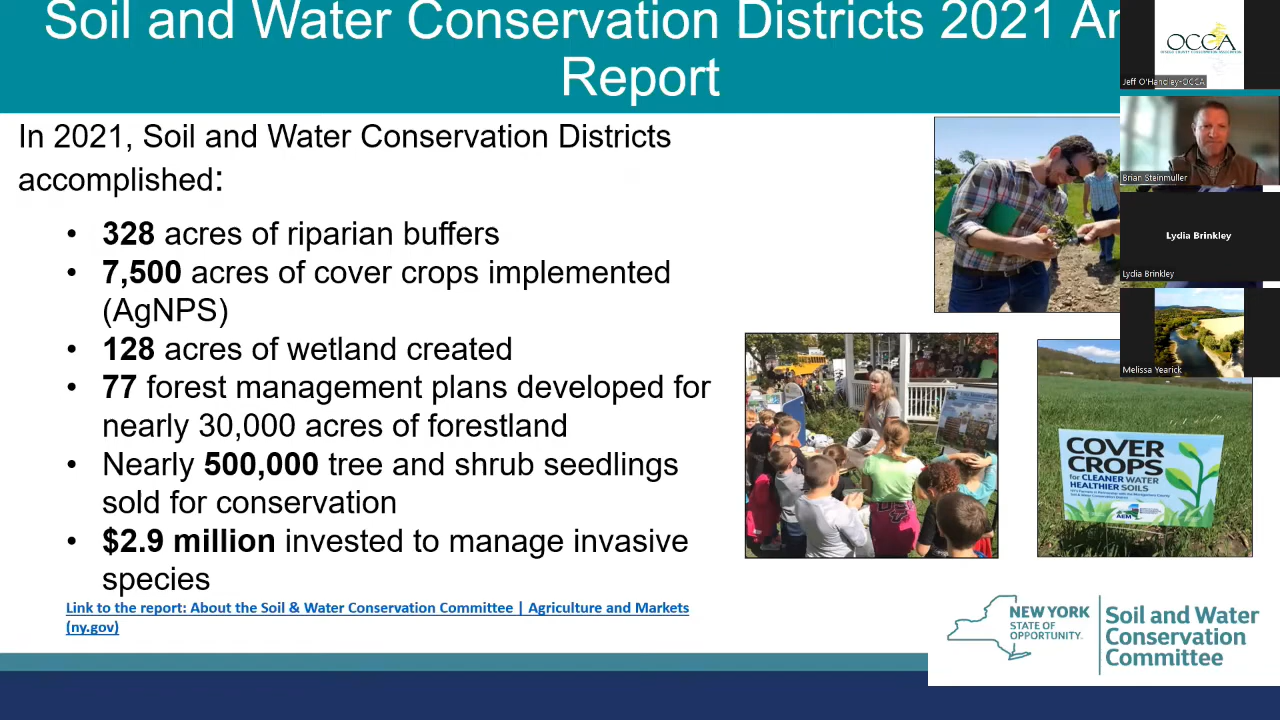 Soil and Water Conservation Districts 2021 An
Report
In 2021, Soil and Water Conservation Districts
accomplished:
• 328 acres of riparian buffers
• 7,500 acres of cover crops implemented
(AgNPS)
• 128 acres of wetland created
• 77 forest management plans developed for
nearly 30,000 acres of forestland
• Nearly 500,000 tree and shrub seedlings
sold for conservation
• $2.9 million invested to manage invasive
species
Link to the report: About the Soil & Water Conservation Committee | Agriculture and Markets
(ny.gov)
OCCA
Jeff O'Handley-OCCA
Brian Steinmuller
Lydia Brinkley
Lydia Brinkley
Melissa Yearick
COVER
CROPS
for CLEANER WATER
HEALTHIER SOILS
AEM
NEW YORK
STATE OF
OPPORTUNITY.
Soil and Water
Conservation
Committee